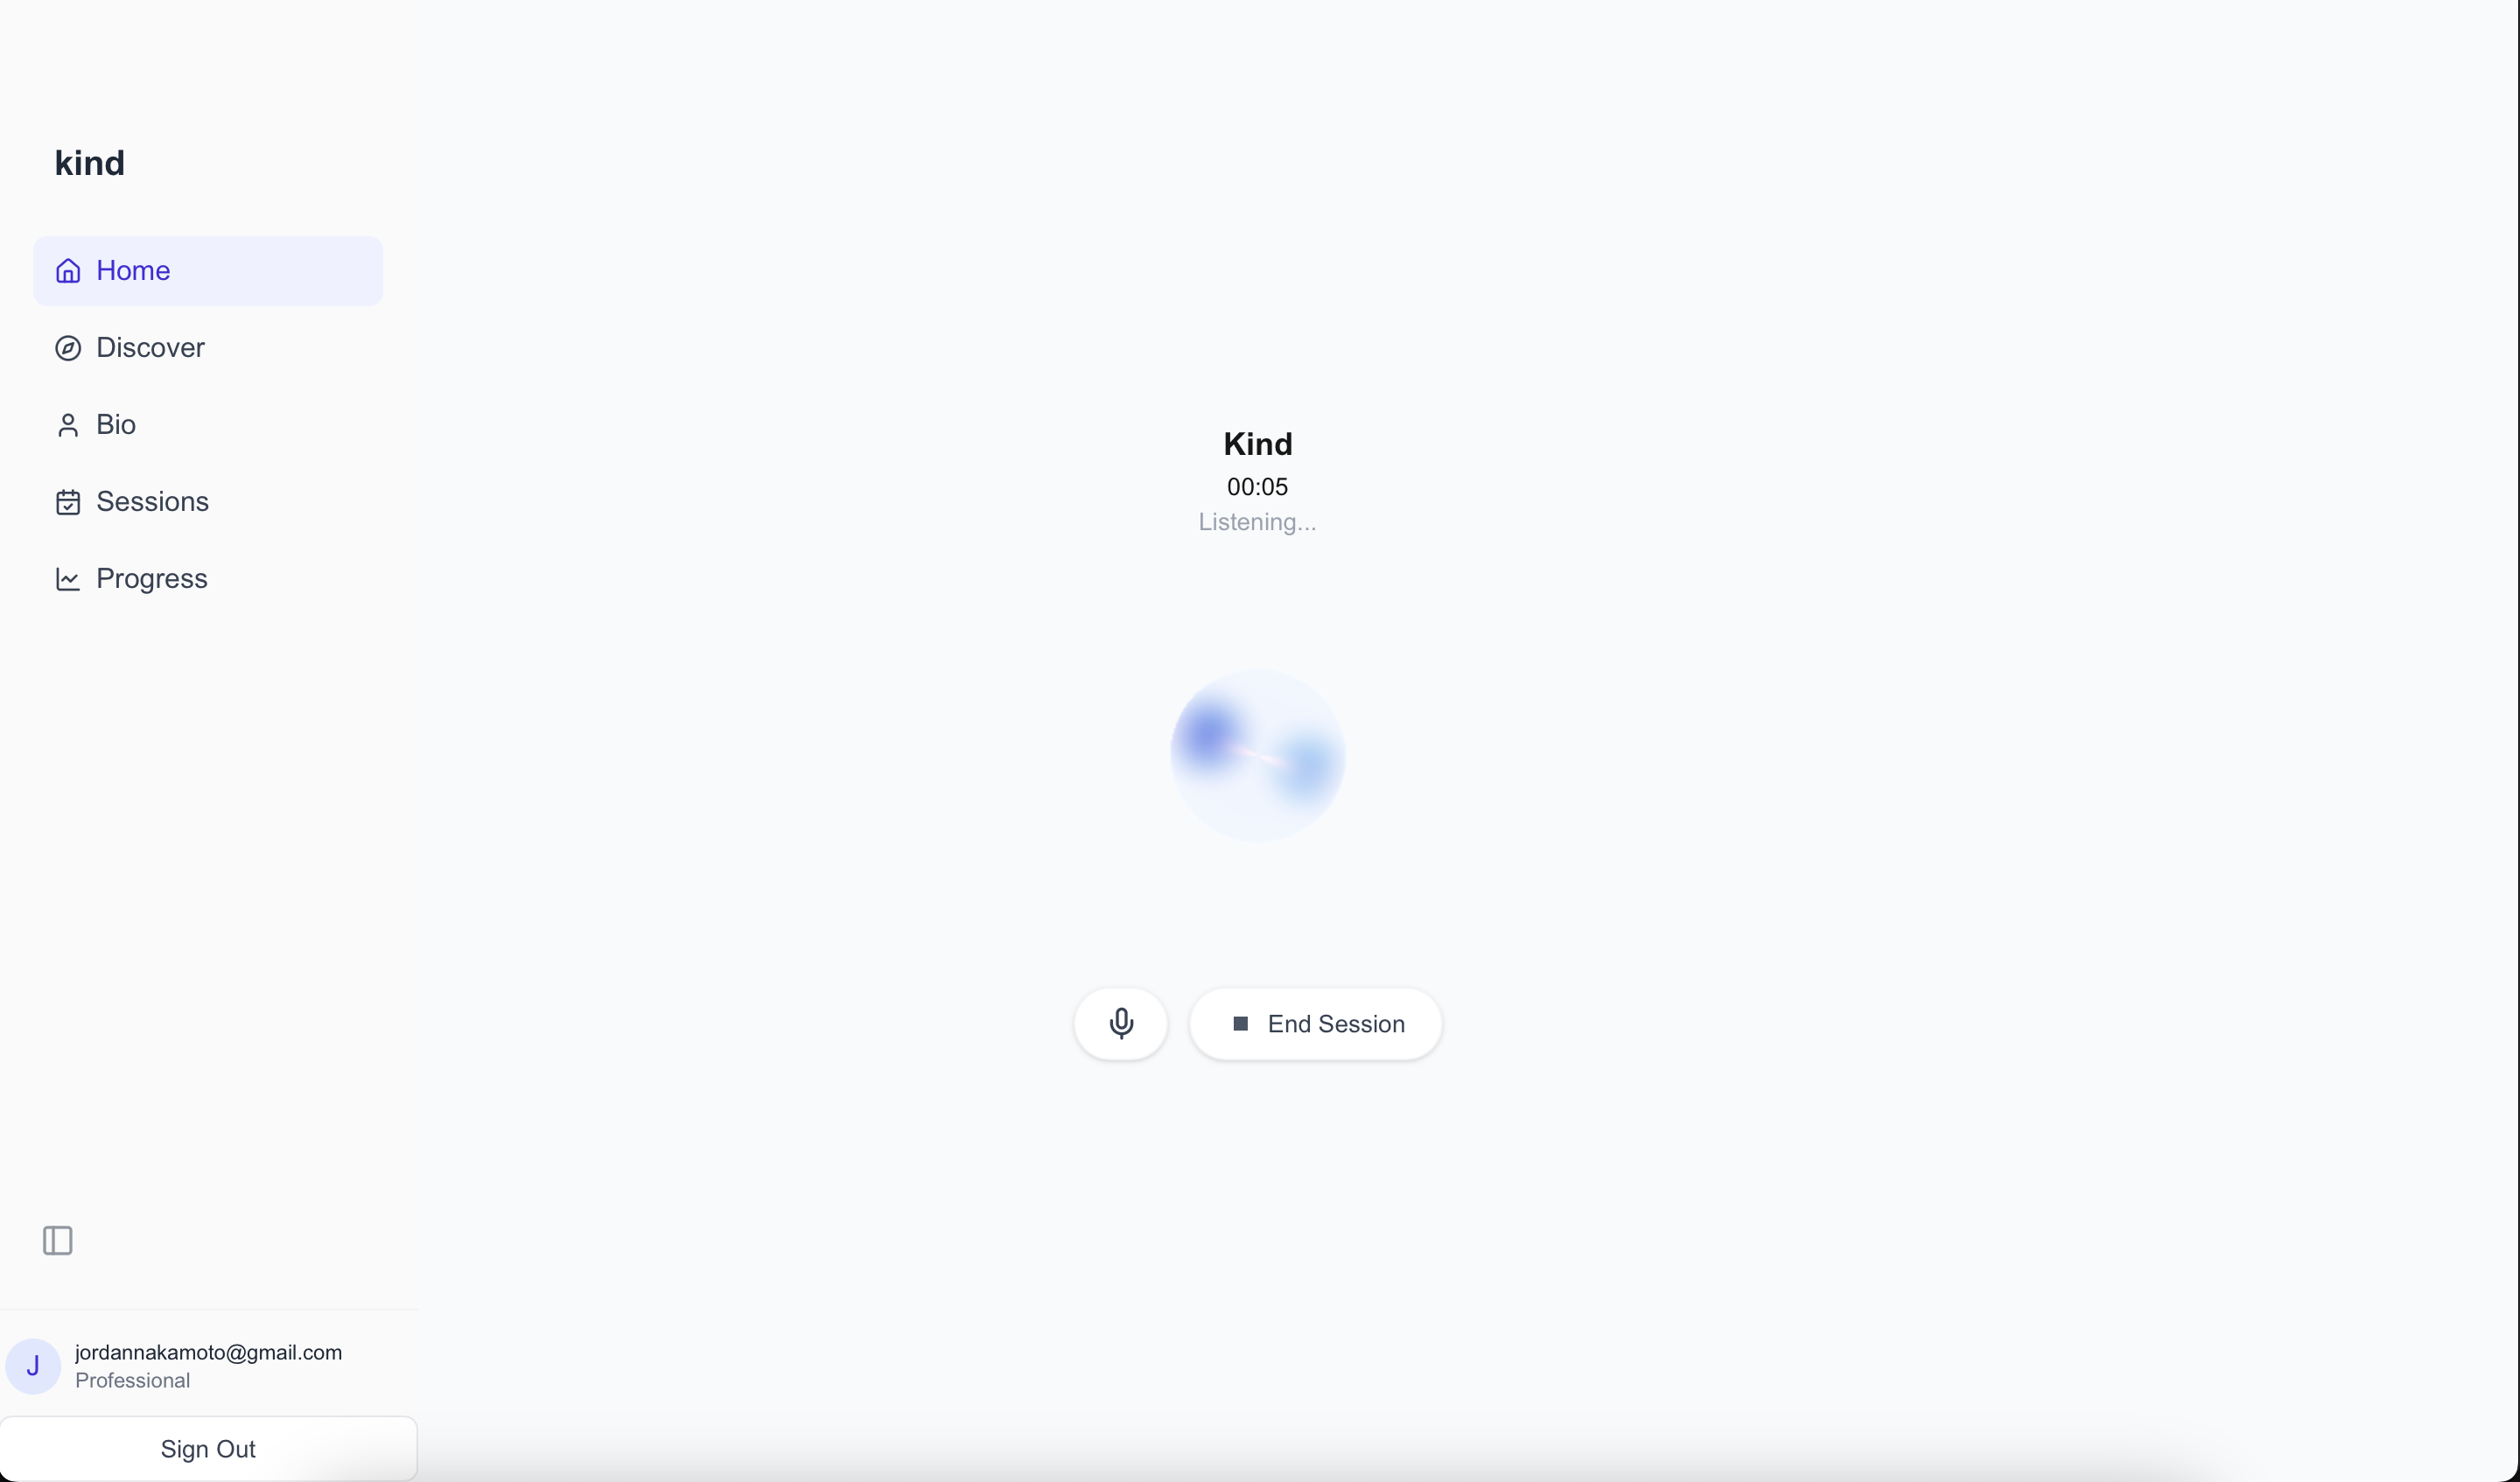 kind
Home
Discover
Bio
Sessions
Progress
Kind
00:05
Listening...
End Session
J
jordannakamoto@gmail.com
Professional
Sign Out